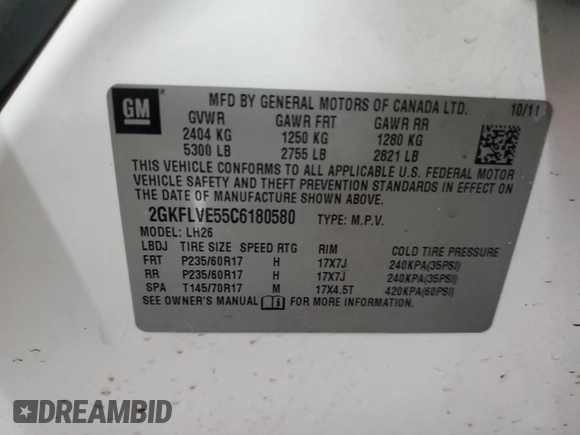 GM
MFD BY GENERAL MOTORS OF CANADA LTD. 10/11
GVWR GAWR FRT GAWR RR
2404 KG 1250 KG 1280 KG
5300 LB 2755 LB 2821 LB
THIS VEHICLE CONFORMS TO ALL APPLICABLE U.S. FEDERAL MOTOR
VEHICLE SAFETY AND THEFT PREVENTION STANDARDS IN EFFECT ON
THE DATE OF MANUFACTURE SHOWN ABOVE.
2GKFLVE55C6180580 TYPE: M.P.V.
MODEL: LH26
LBDJ TIRE SIZE SPEED RTG RIM COLD TIRE PRESSURE
FRT P235/60R17 H 17X7J 240KPA(35PSI)
RR P235/60R17 H 17X7J 240KPA(35PSI)
SPA T145/70R17 M 17X4.5T 420KPA(60PSI)
SEE OWNER'S MANUAL FOR MORE INFORMATION.
DREAMBID